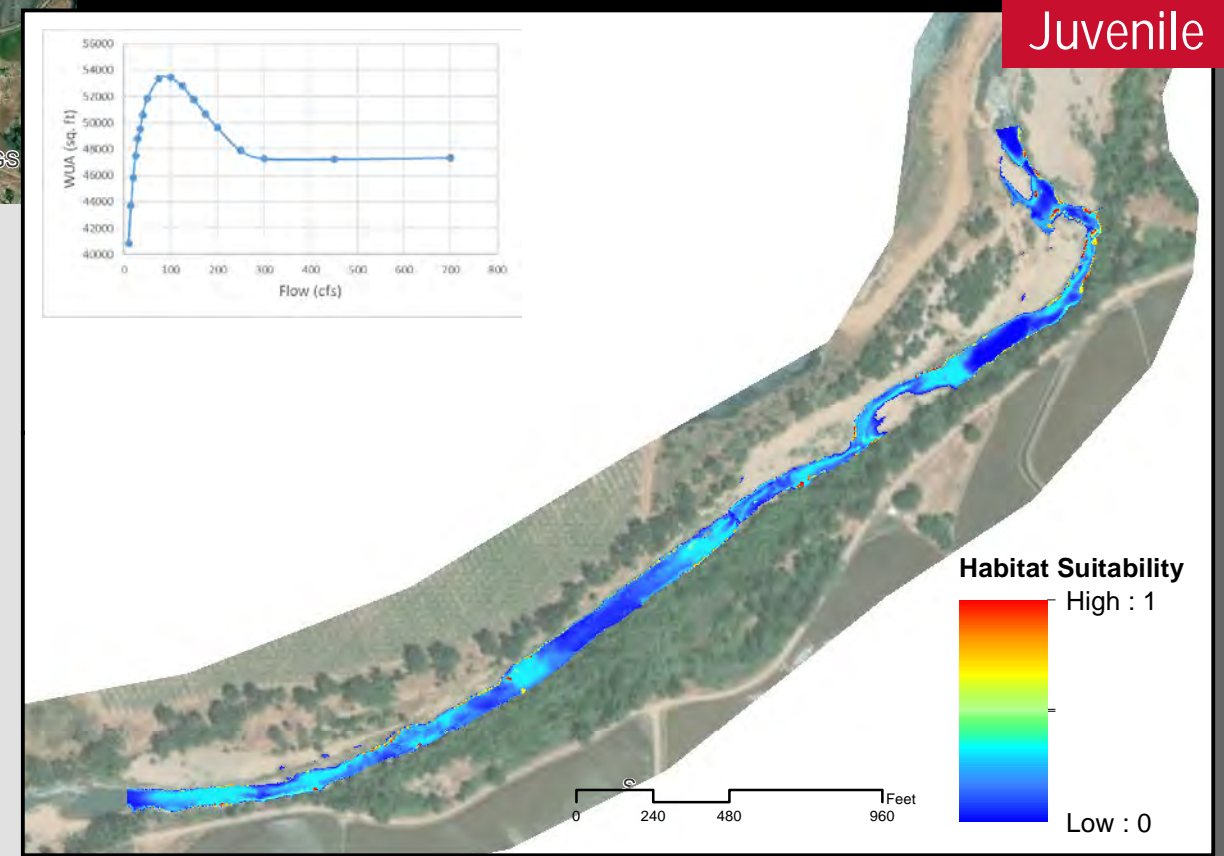 Juvenile
56000
54000
52000
50000
48000
46000
44000
42000
40000
WUA (sq. ft)
0 100 200 300 400 500 600 700 800
Flow (cfs)
Habitat Suitability
High : 1
=
Low : 0
Feet
0 240 480 960